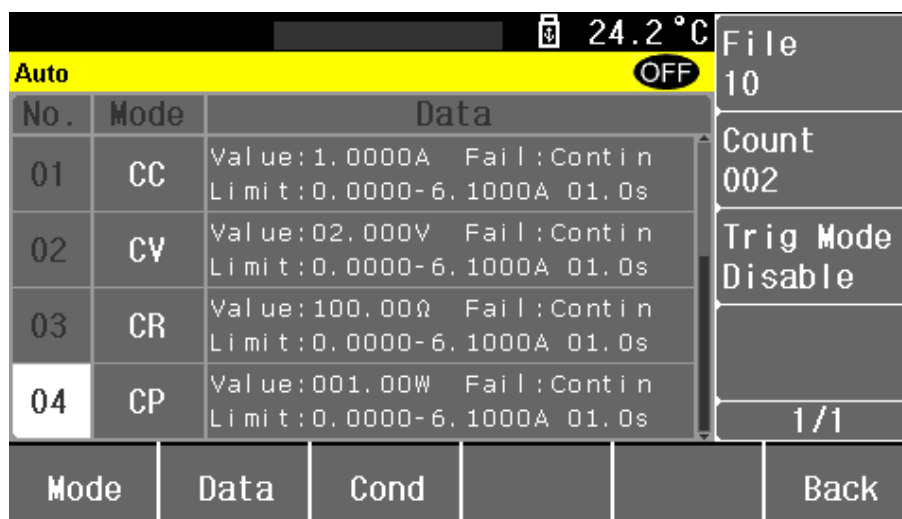 24.2°C
Auto OFF
No. Mode Data
01 CC Value:1.0000A Fail:Contin
Limit:0.0000-6.1000A 01.0s
02 CV Value:02.000V Fail:Contin
Limit:0.0000-6.1000A 01.0s
03 CR Value:100.00Ω Fail:Contin
Limit:0.0000-6.1000A 01.0s
04 CP Value:001.00W Fail:Contin
Limit:0.0000-6.1000A 01.0s
File
10
Count
002
Trig Mode
Disable
1/1
Mode Data Cond Back